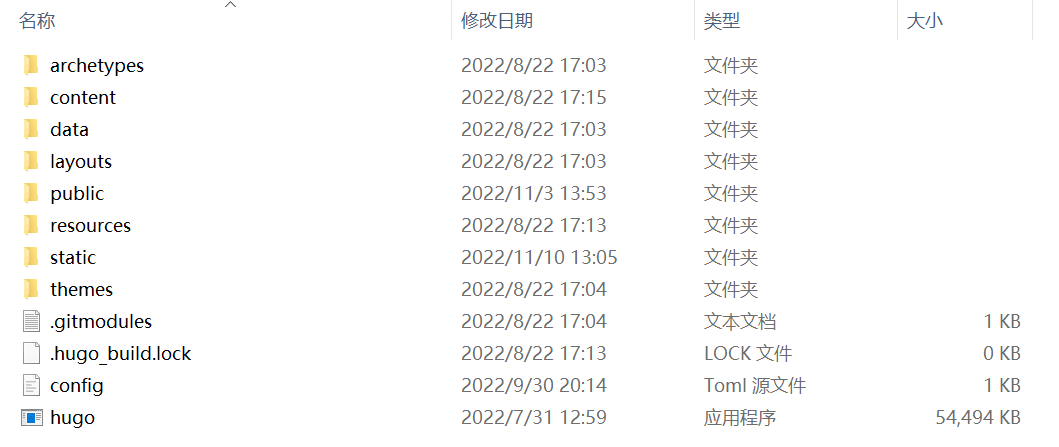 名称 修改日期 类型 大小
archetypes 2022/8/22 17:03 文件夹
content 2022/8/22 17:15 文件夹
data 2022/8/22 17:03 文件夹
layouts 2022/8/22 17:03 文件夹
public 2022/11/3 13:53 文件夹
resources 2022/8/22 17:13 文件夹
static 2022/11/10 13:05 文件夹
themes 2022/8/22 17:04 文件夹
.gitmodules 2022/8/22 17:04 文本文档 1 KB
.hugo_build.lock 2022/8/22 17:13 LOCK 文件 0 KB
config 2022/9/30 20:14 Toml 源文件 1 KB
hugo 2022/7/31 12:59 应用程序 54,494 KB